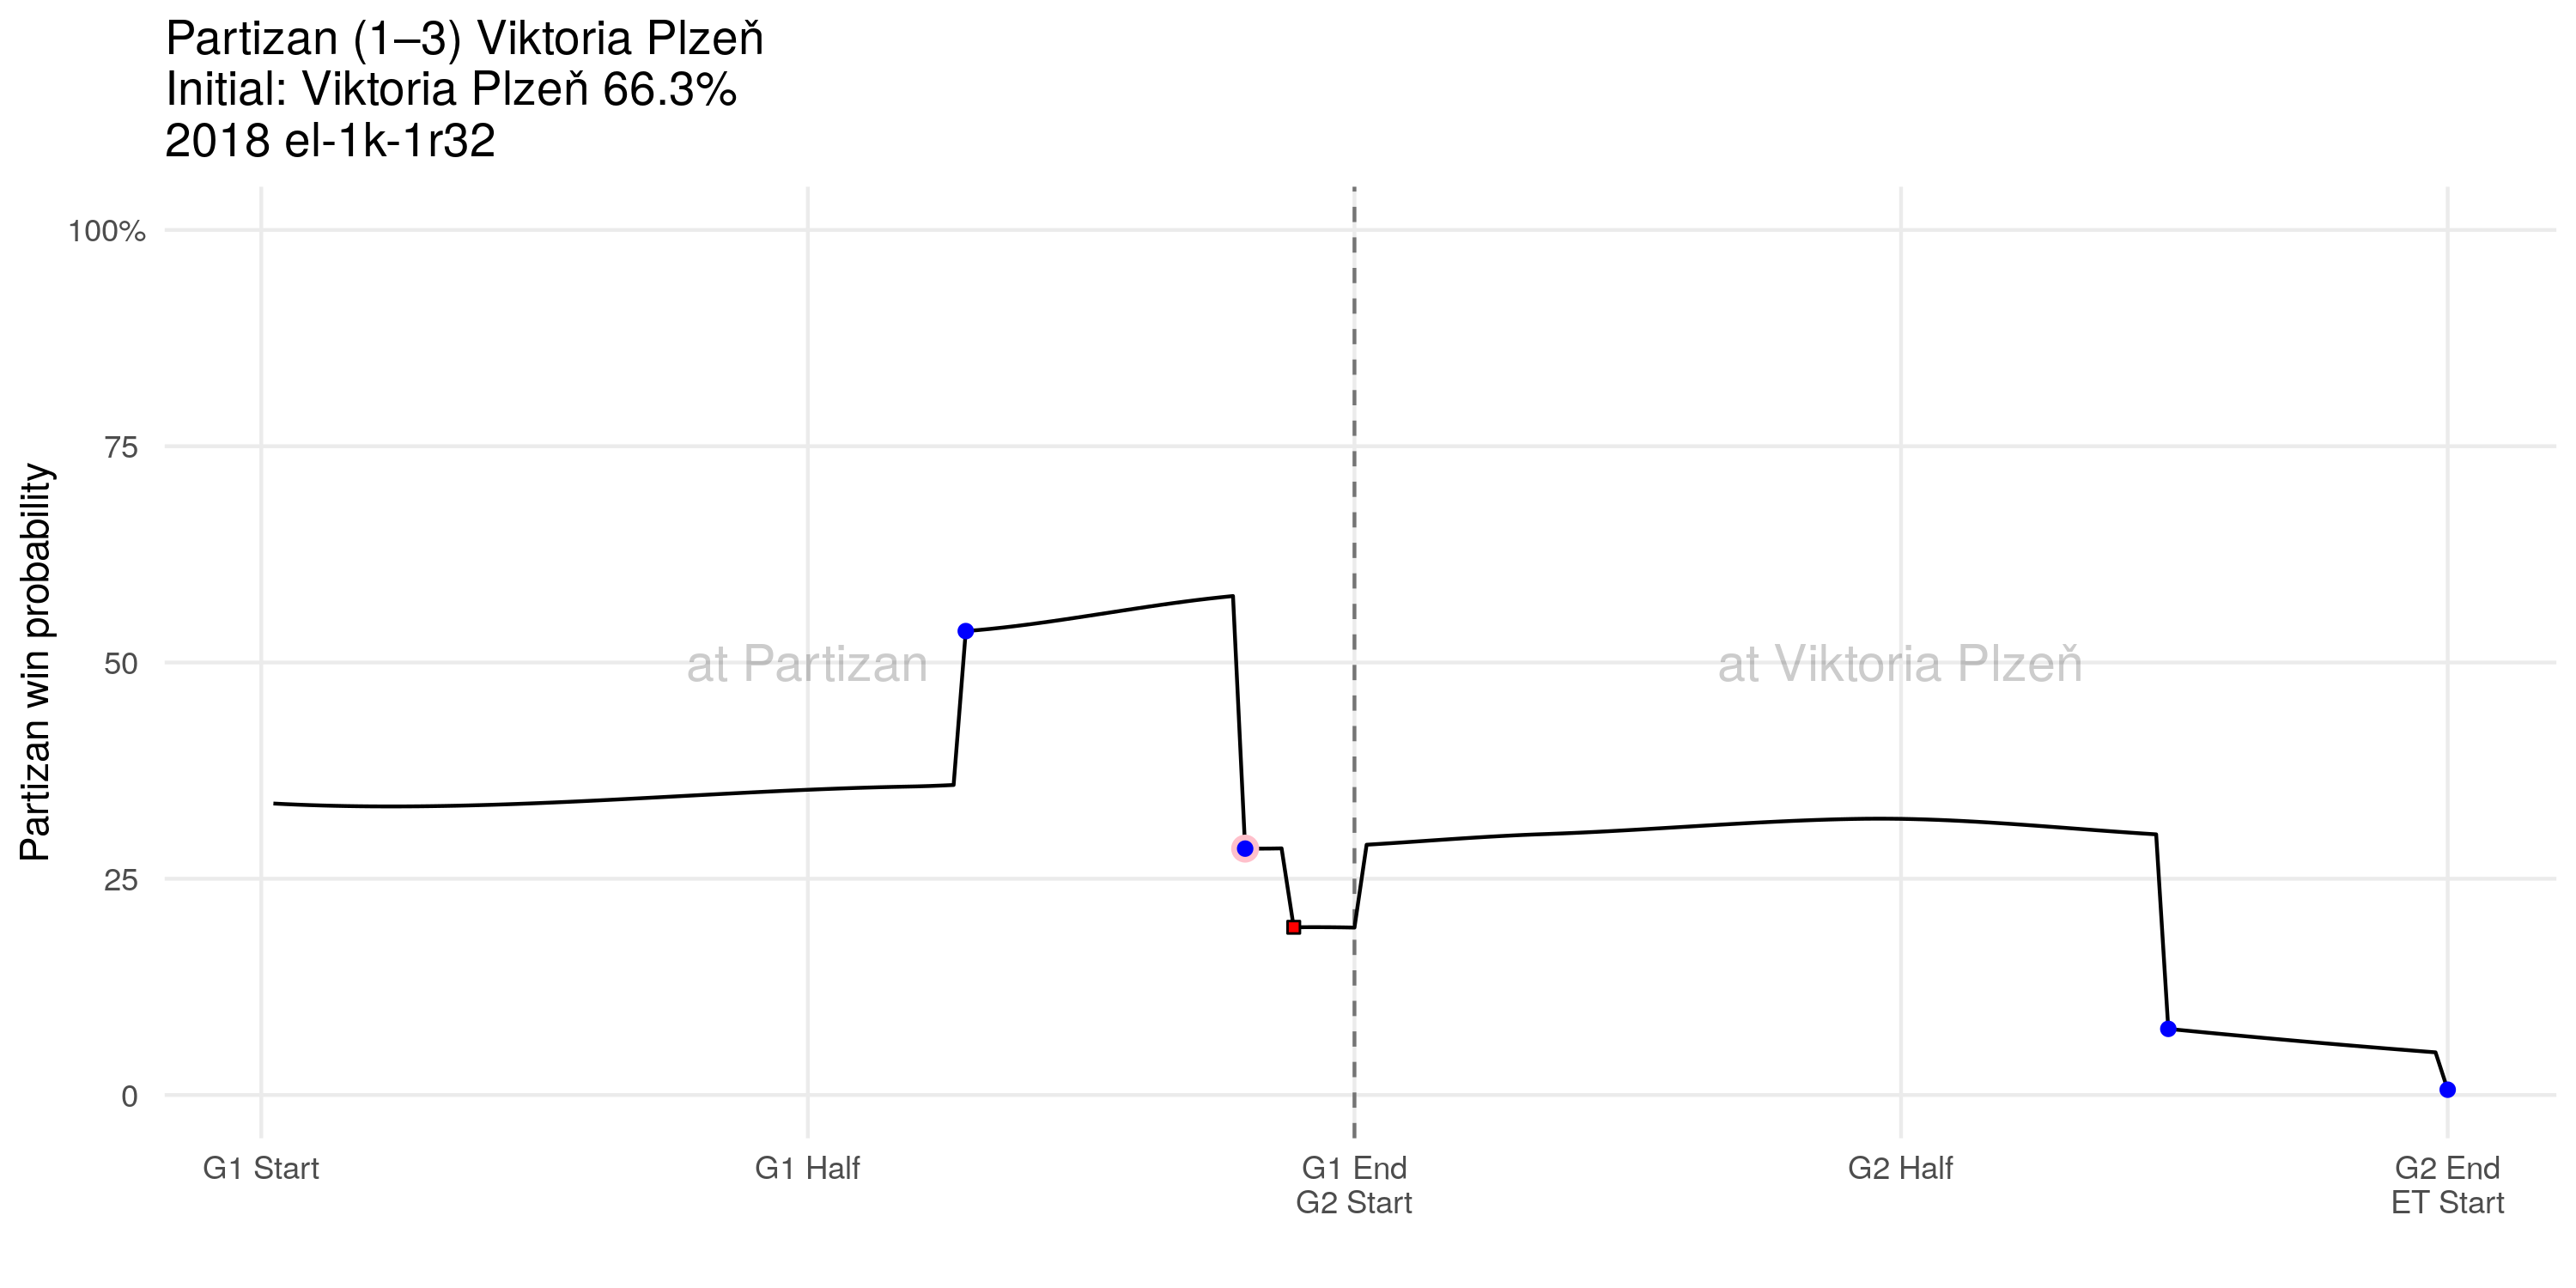 Partizan (1–3) Viktoria Plzeň
Initial: Viktoria Plzeň 66.3%
2018 el-1k-1r32
Partizan win probability
100%
75
50
25
0
at Partizan
at Viktoria Plzeň
G1 Start
G1 Half
G1 End
G2 Start
G2 Half
G2 End
ET Start